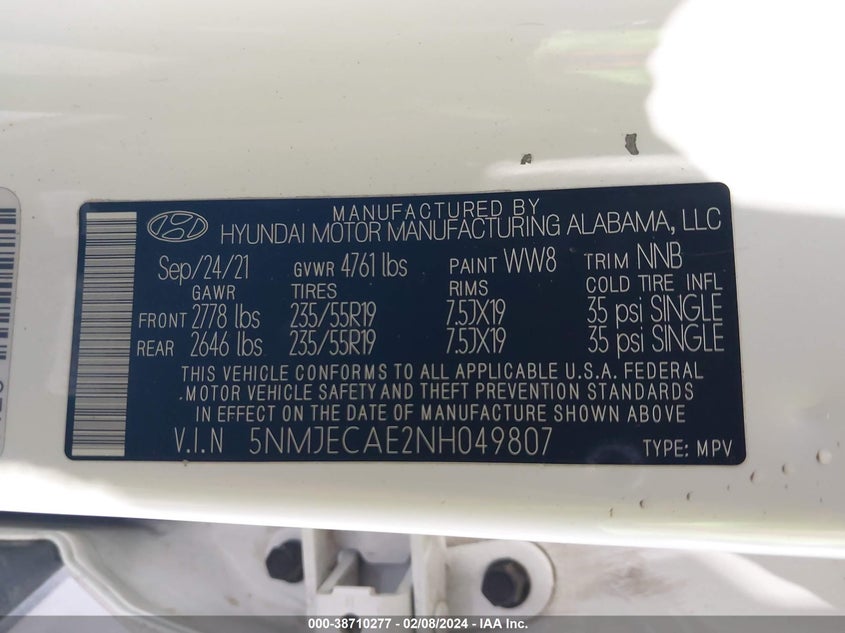 MANUFACTURED BY
HYUNDAI MOTOR MANUFACTURING ALABAMA, LLC
Sep/24/21 GVWR 4761 lbs PAINT WW8 TRIM NNB
GAWR TIRES RIMS COLD TIRE INFL
FRONT 2778 lbs 235/55R19 7.5JX19 35 psi SINGLE
REAR 2646 lbs 235/55R19 7.5JX19 35 psi SINGLE
THIS VEHICLE CONFORMS TO ALL APPLICABLE U.S.A. FEDERAL
MOTOR VEHICLE SAFETY AND THEFT PREVENTION STANDARDS
IN EFFECT ON THE DATE OF MANUFACTURE SHOWN ABOVE
V.I.N 5NMJECAE2NH049807 TYPE: MPV
000-38710277 - 02/08/2024 - IAA Inc.